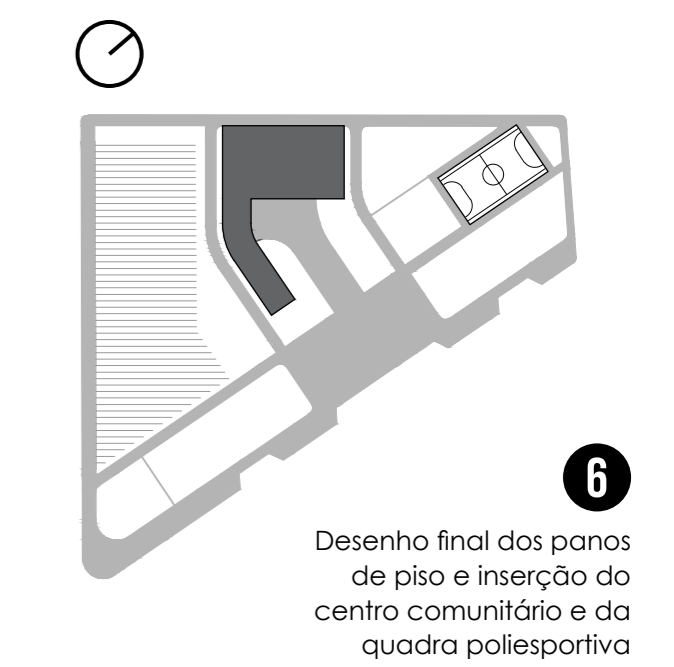 6
Desenho final dos panos
de piso e inserção do
centro comunitário e da
quadra poliesportiva